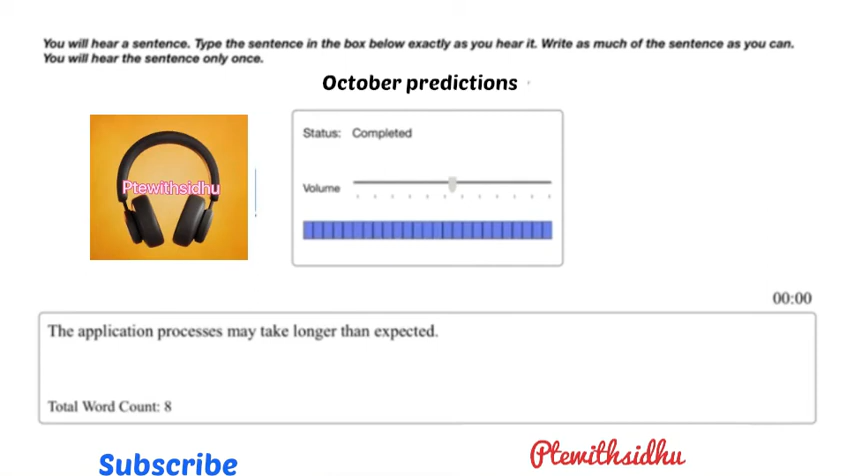 You will hear a sentence. Type the sentence in the box below exactly as you hear it. Write as much of the sentence as you can.
You will hear the sentence only once.
October predictions
Ptewithsidhu
Status: Completed
Volume
00:00
The application processes may take longer than expected.
Total Word Count: 8
Subscribe
Ptewithsidhu